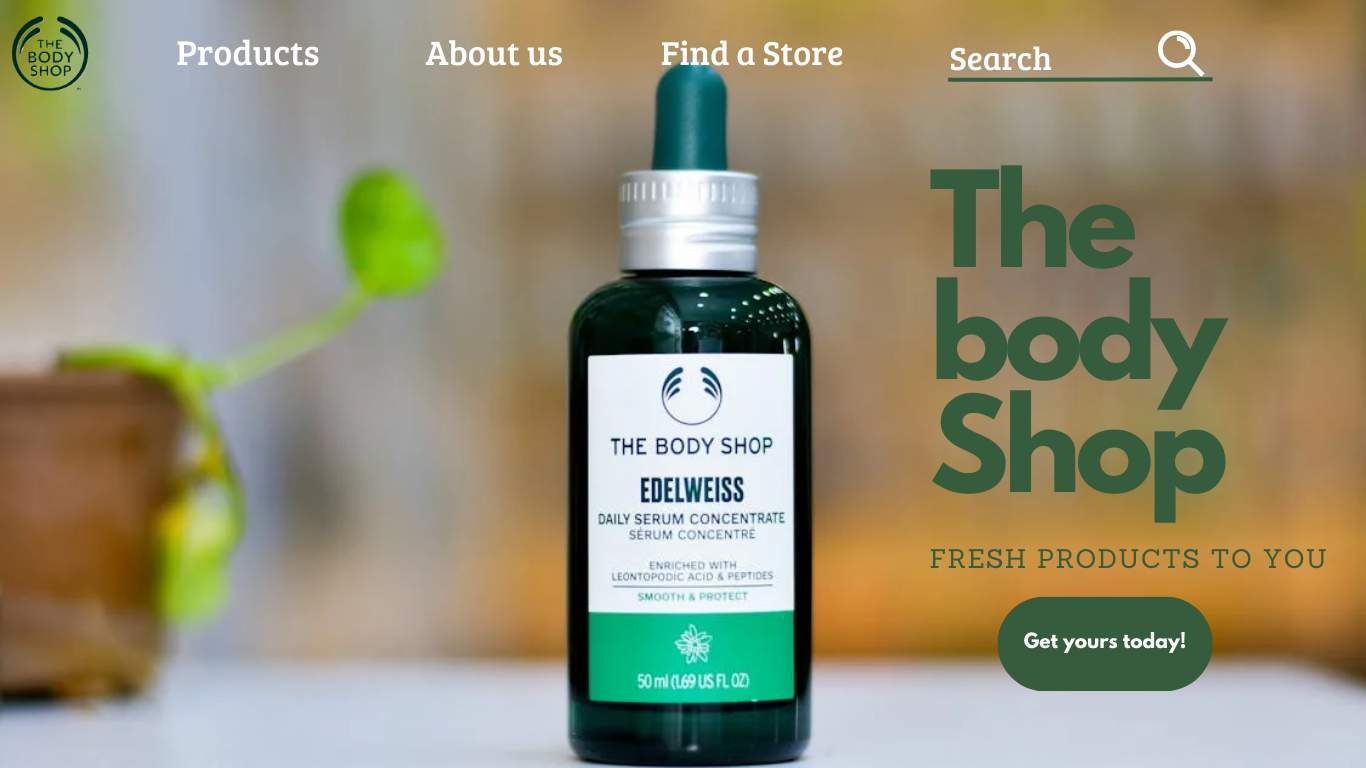 THE
BODY
SHOP
Products
About us
Find a Store
Search
The
body
Shop
FRESH PRODUCTS TO YOU
Get yours today!
THE BODY SHOP
EDELWEISS
DAILY SERUM CONCENTRATE
SÉRUM CONCENTRÉ
ENRICHED WITH
LEONTOPODIC ACID & PEPTIDES
SMOOTH & PROTECT
50 ml (1.69 US FL OZ)